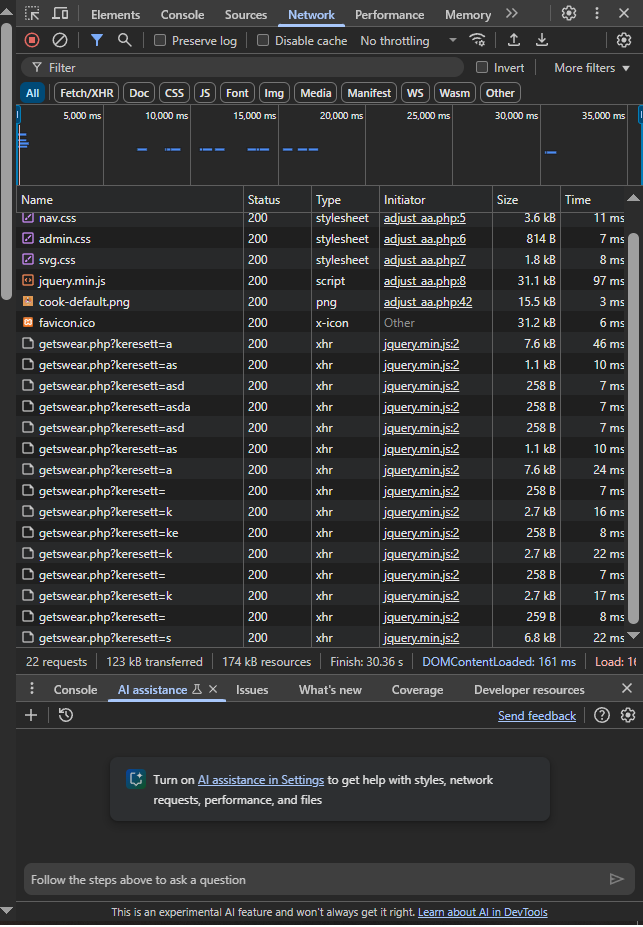 Elements Console Sources Network Performance Memory
Preserve log Disable cache No throttling
Filter Invert More filters
All Fetch/XHR Doc CSS JS Font Img Media Manifest WS Wasm Other
5,000 ms 10,000 ms 15,000 ms 20,000 ms 25,000 ms 30,000 ms 35,000 ms
Name Status Type Initiator Size Time
nav.css 200 stylesheet adjust_aa.php:5 3.6 kB 11 ms
admin.css 200 stylesheet adjust_aa.php:6 814 B 7 ms
svg.css 200 stylesheet adjust_aa.php:7 1.8 kB 8 ms
jquery.min.js 200 script adjust_aa.php:8 31.1 kB 97 ms
cook-default.png 200 png adjust_aa.php:42 15.5 kB 3 ms
favicon.ico 200 x-icon Other 31.2 kB 6 ms
getswear.php?keresett=a 200 xhr jquery.min.js:2 7.6 kB 46 ms
getswear.php?keresett=as 200 xhr jquery.min.js:2 1.1 kB 10 ms
getswear.php?keresett=asd 200 xhr jquery.min.js:2 258 B 7 ms
getswear.php?keresett=asda 200 xhr jquery.min.js:2 258 B 7 ms
getswear.php?keresett=asd 200 xhr jquery.min.js:2 258 B 7 ms
getswear.php?keresett=as 200 xhr jquery.min.js:2 1.1 kB 10 ms
getswear.php?keresett=a 200 xhr jquery.min.js:2 7.6 kB 24 ms
getswear.php?keresett= 200 xhr jquery.min.js:2 258 B 7 ms
getswear.php?keresett=k 200 xhr jquery.min.js:2 2.7 kB 16 ms
getswear.php?keresett=ke 200 xhr jquery.min.js:2 258 B 8 ms
getswear.php?keresett=k 200 xhr jquery.min.js:2 2.7 kB 22 ms
getswear.php?keresett= 200 xhr jquery.min.js:2 258 B 7 ms
getswear.php?keresett=k 200 xhr jquery.min.js:2 2.7 kB 17 ms
getswear.php?keresett= 200 xhr jquery.min.js:2 259 B 8 ms
getswear.php?keresett=s 200 xhr jquery.min.js:2 6.8 kB 22 ms
22 requests 123 kB transferred 174 kB resources Finish: 30.36 s DOMContentLoaded: 161 ms Load: 16
Console AI assistance Issues What's new Coverage Developer resources
Send feedback
Turn on AI assistance in Settings to get help with styles, network
requests, performance, and files
Follow the steps above to ask a question
This is an experimental AI feature and won't always get it right. Learn about AI in DevTools